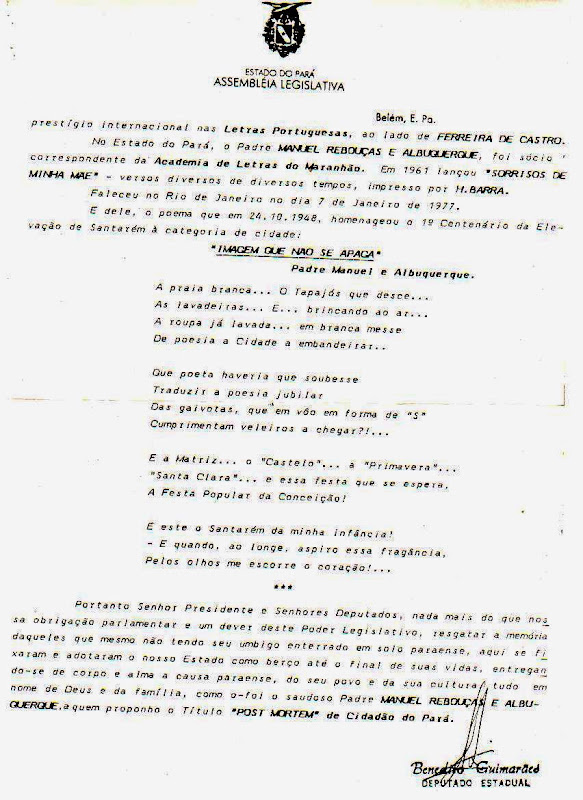 ESTADO DO PARÁ
ASSEMBLÉIA LEGISLATIVA
Belém, E. Pa.
prestígio internacional nas Letras Portuguesas, ao lado de FERREIRA DE CASTRO.
No Estado do Pará, o Padre MANUEL REBOUÇAS E ALBUQUERQUE, foi sócio '
correspondente da Academia de Letras do Maranhão. Em 1961 lançou "SORRISOS DE
MINHA MAE" - versos diversos de diversos tempos, impresso por H.BARRA.
Faleceu no Rio de Janeiro no dia 7 de Janeiro de 1977.
E dele, o poema que em 24.10.1948, homenageou o 1º Centenário da Ele-
vação de Santarém à categoria de cidade:
"IMAGEM QUE NAO SE APAGA"
Padre Manuel e Albuquerque.
A praia branca... O Tapajós que desce...
As lavadeiras... E... brincando ao ar...
A roupa já lavada... em branca messe
De poesia a Cidade a embandeirar..
Que poeta haveria que soubesse
Traduzir a poesia jubilar
Das gaivotas, que em vôo em forma de "S"
Cumprimentam veleiros a chegar?!...
E a Matriz... o "Castelo"... a "Primavera"...
"Santa Clara"... e essa festa que se espera,
A Festa Popular da Conceição!
E este o Santarém da minha infância!
- E quando, ao longe, aspiro essa fragância,
Pelos olhos me escorre o coração!...
***
Portanto Senhor Presidente e Senhores Deputados, nada mais do que nos
sa obrigação parlamentar e um dever deste Poder Legislativo, resgatar a memória
daqueles que mesmo não tendo seu umbigo enterrado em solo paraense, aqui se fi
xaram e adotaram o nosso Estado como berço até o final de suas vidas, entregan
do-se de corpo e alma a causa paraense, do seu povo e da sua cultura, tudo em
nome de Deus e da família, como o-foi o saudoso Padre MANUEL REBOUÇAS E ALBU-
QUERQUE,a quem proponho o Título "POST MORTEM" de Cidadão do Pará.
Benedito Guimarães
DEPUTADO ESTADUAL